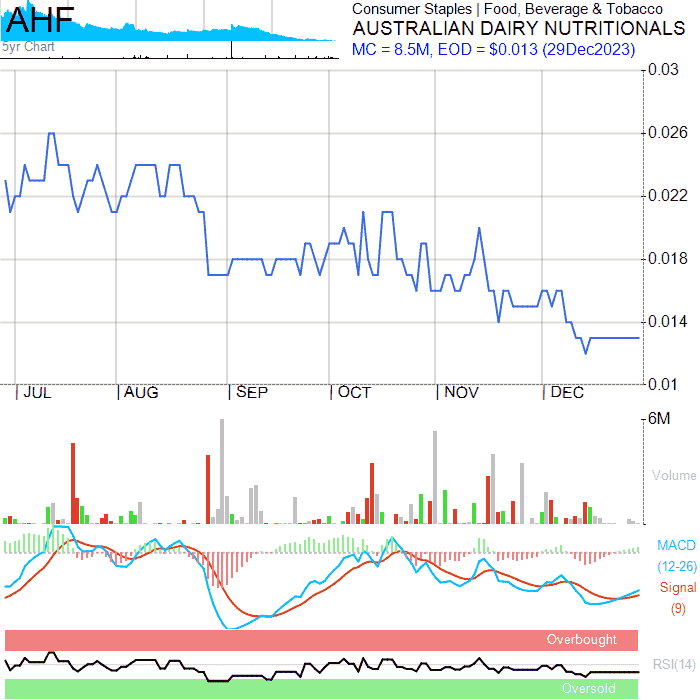 AHF
5yr Chart
Consumer Staples | Food, Beverage & Tobacco
AUSTRALIAN DAIRY NUTRITIONALS
MC = 8.5M, EOD = $0.013 (29Dec2023)
0.03
0.026
0.022
0.018
0.014
0.01
JUL
AUG
SEP
OCT
NOV
DEC
6M
Volume
MACD
(12-26)
Signal
(9)
Overbought
RSI(14)
Oversold